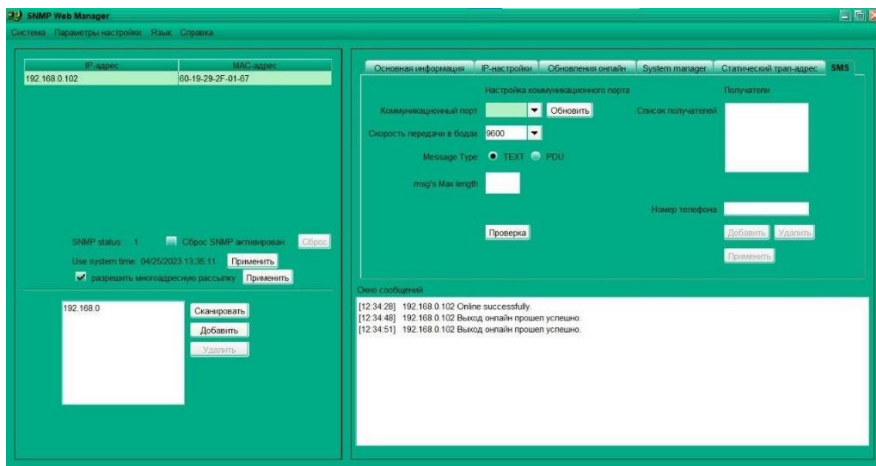 SNMP Web Manager
Система Параметры настройки Язык Справка
IP-адрес MAC-адрес
192.168.0.102 60-19-29-2F-01-67
SNMP status: 1 Сброс SNMP активирован Сброс
Use system time: 04/25/2023 13:35:11 Применить
разрешить многоадресную рассылку Применить
192.168.0
Сканировать
Добавить
Удалить
Основная информация IP-настройки Обновления онлайн System manager Статический трап-адрес SMS
Настройка коммуникационного порта Получатели
Коммуникационный порт Обновить Список получателей
Скорость передачи в бодах 9600
Message Type TEXT PDU
msg's Max length
Номер телефона
Проверка Добавить Удалить
Применить
Окно сообщений
[12:34:28] 192.168.0.102 Online successfully.
[12:34:48] 192.168.0.102 Выход онлайн прошел успешно.
[12:34:51] 192.168.0.102 Выход онлайн прошел успешно.